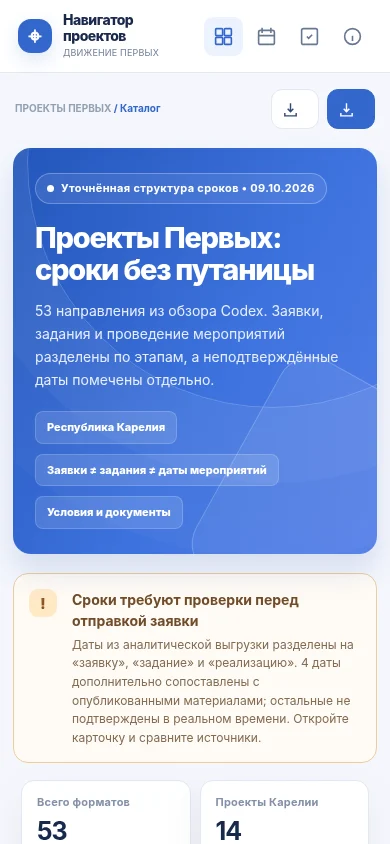 Навигатор
проектов
ДВИЖЕНИЕ ПЕРВЫХ
ПРОЕКТЫ ПЕРВЫХ / Каталог
Уточнённая структура сроков • 09.10.2026
Проекты Первых:
сроки без путаницы
53 направления из обзора Codex. Заявки,
задания и проведение мероприятий
разделены по этапам, а неподтверждённые
даты помечены отдельно.
Республика Карелия
Заявки ≠ задания ≠ даты мероприятий
Условия и документы
!
Сроки требуют проверки перед
отправкой заявки
Даты из аналитической выгрузки разделены на
«заявку», «задание» и «реализацию». 4 даты
дополнительно сопоставлены с
опубликованными материалами; остальные не
подтверждены в реальном времени. Откройте
карточку и сравните источники.
Всего форматов
53
Проекты Карелии
14